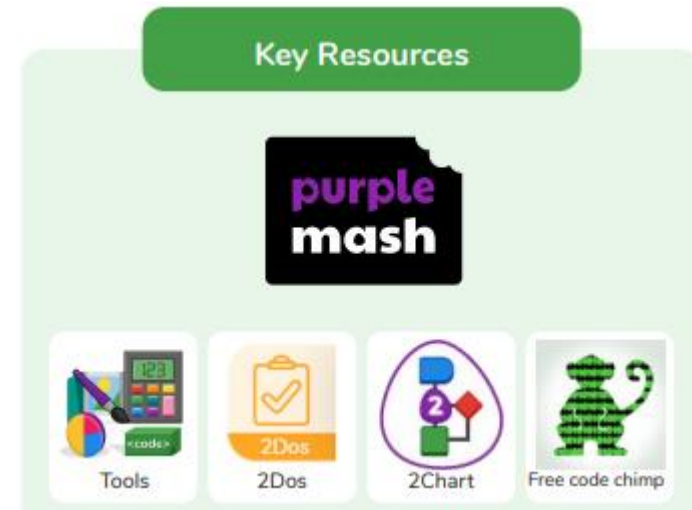 Key Resources
purple
mash
123
<code>
2Dos
2
Tools
2Dos
2Chart
Free code chimp